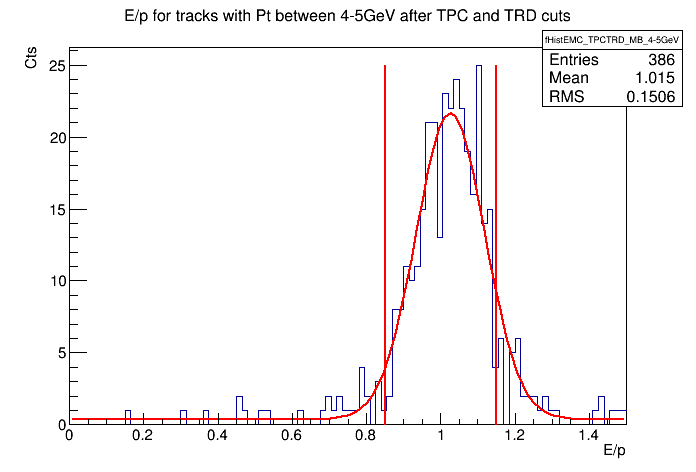 E/p for tracks with Pt between 4-5GeV after TPC and TRD cuts
fHistEMC_TPCTRD_MB_4-5GeV
Entries 386
Mean 1.015
RMS 0.1506
Cts
25
20
15
10
5
0
0 0.2 0.4 0.6 0.8 1 1.2 1.4
E/p